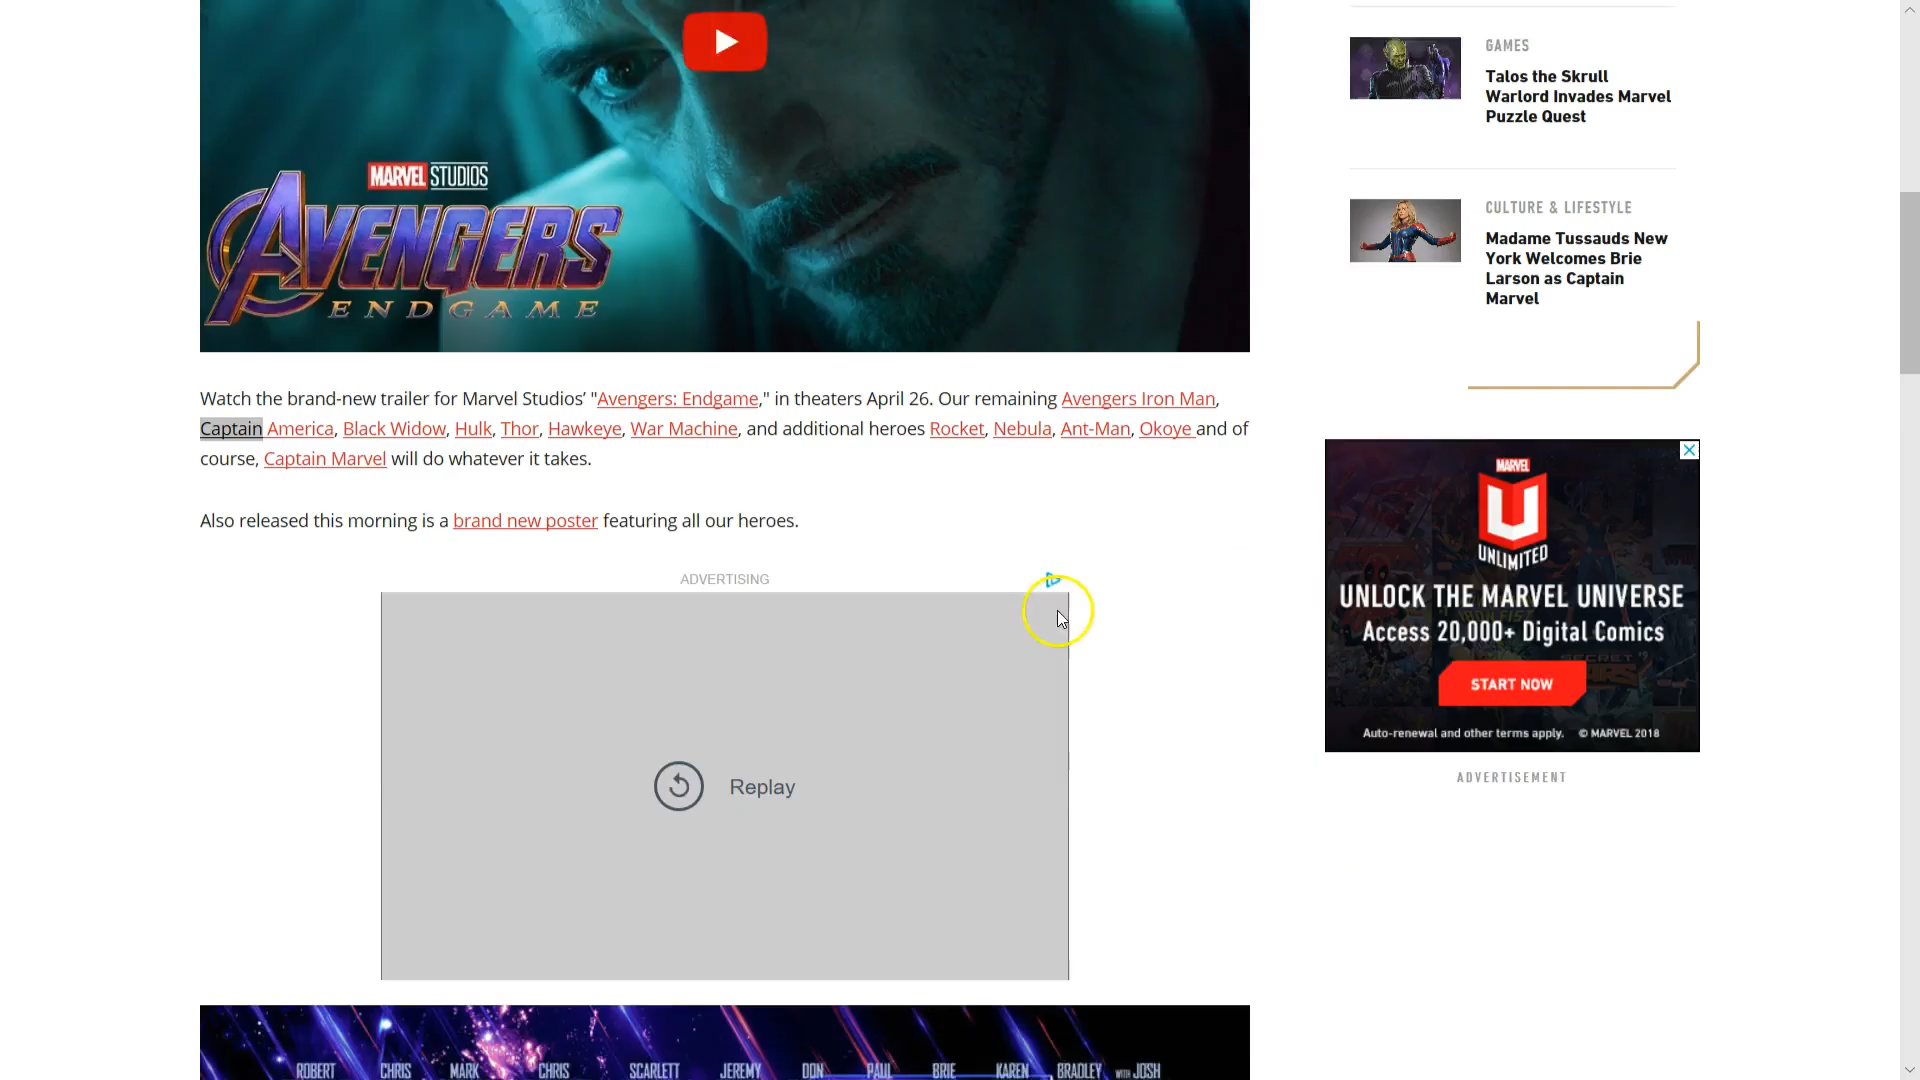 MARVEL STUDIOS
AVENGERS
ENDGAME
Watch the brand-new trailer for Marvel Studios’ "Avengers: Endgame," in theaters April 26. Our remaining Avengers Iron Man,
Captain America, Black Widow, Hulk, Thor, Hawkeye, War Machine, and additional heroes Rocket, Nebula, Ant-Man, Okoye and of
course, Captain Marvel will do whatever it takes.
Also released this morning is a brand new poster featuring all our heroes.
ADVERTISING
Replay
ROBERT CHRIS MARK CHRIS SCARLETT JEREMY DON PAUL BRIE KAREN BRADLEY WITH JOSH
GAMES
Talos the Skrull
Warlord Invades Marvel
Puzzle Quest
CULTURE & LIFESTYLE
Madame Tussauds New
York Welcomes Brie
Larson as Captain
Marvel
MARVEL
U
UNLIMITED
UNLOCK THE MARVEL UNIVERSE
Access 20,000+ Digital Comics
START NOW
Auto-renewal and other terms apply. © MARVEL 2018
ADVERTISEMENT